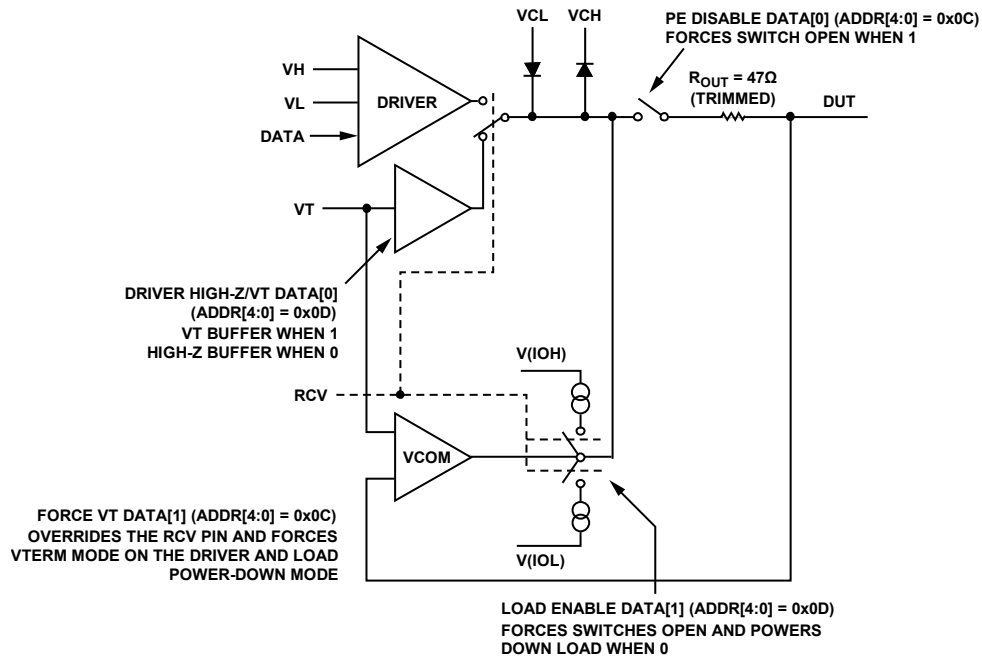 VCL
VCH
PE DISABLE DATA[0] (ADDR[4:0] = 0x0C)
FORCES SWITCH OPEN WHEN 1
ROUT = 47Ω
(TRIMMED)
DUT
VH
VL
DATA
DRIVER
VT
DRIVER HIGH-Z/VT DATA[0]
(ADDR[4:0] = 0x0D)
VT BUFFER WHEN 1
HIGH-Z BUFFER WHEN 0
V(IOH)
RCV
VCOM
FORCE VT DATA[1] (ADDR[4:0] = 0x0C)
OVERRIDES THE RCV PIN AND FORCES
VTERM MODE ON THE DRIVER AND LOAD
POWER-DOWN MODE
V(IOL)
LOAD ENABLE DATA[1] (ADDR[4:0] = 0x0D)
FORCES SWITCHES OPEN AND POWERS
DOWN LOAD WHEN 0